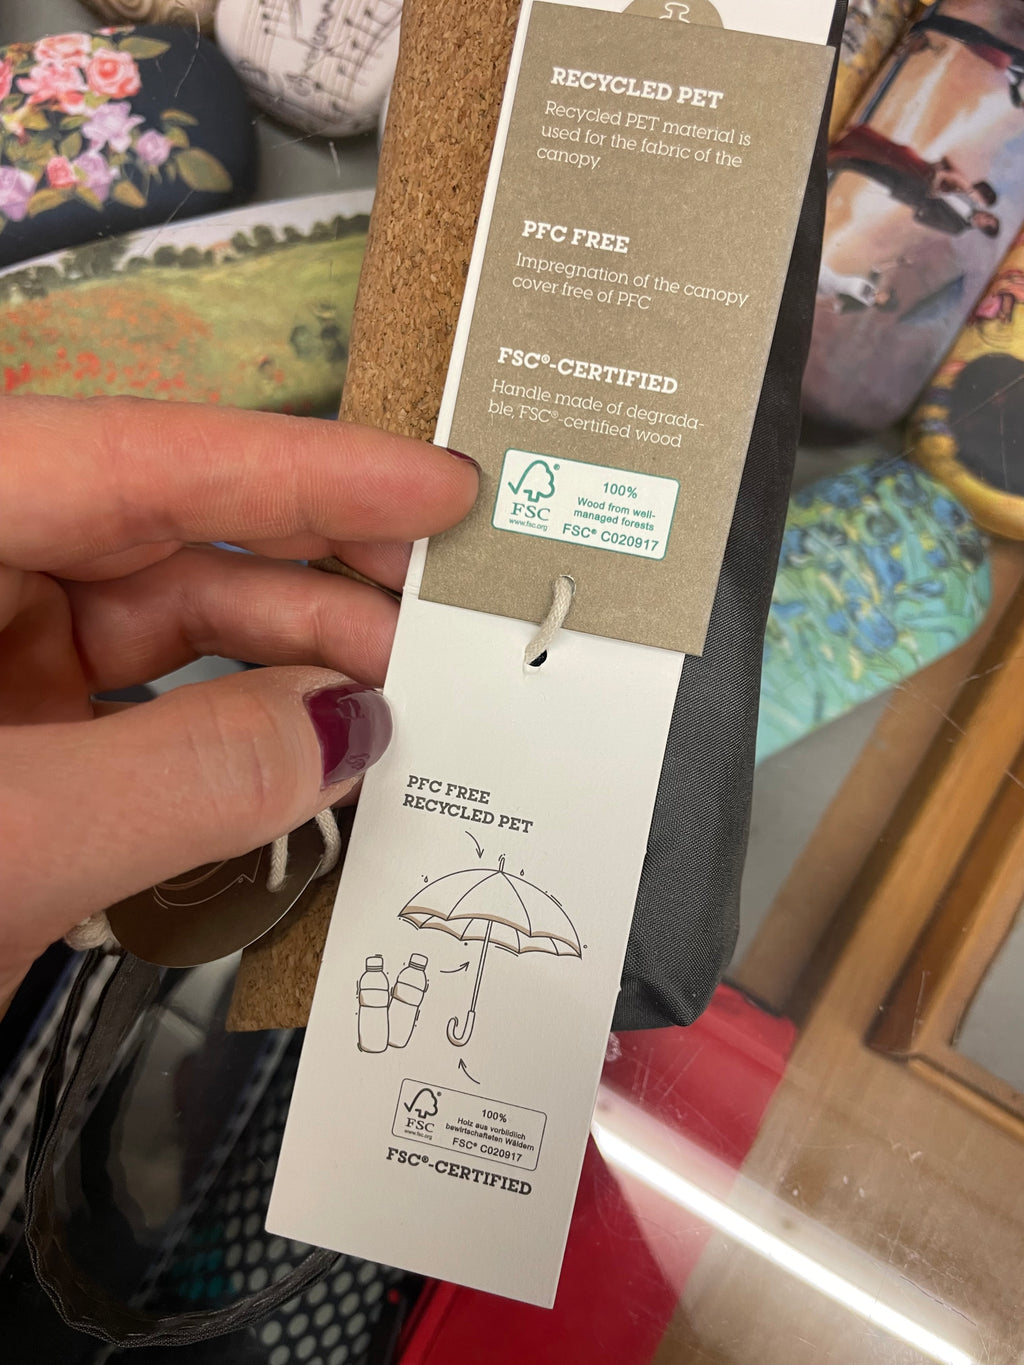 RECYCLED PET
Recycled PET material is
used for the fabric of the
canopy.
PFC FREE
Impregnation of the canopy
cover free of PFC
FSC®-CERTIFIED
Handle made of degrada-
ble, FSC®-certified wood
FSC
www.fsc.org
100%
Wood from well-
managed forests
FSC® C020917
PFC FREE
RECYCLED PET
FSC
www.fsc.org
100%
Holz aus vorbildlich
bewirtschafteten Wäldern
FSC® C020917
FSC®-CERTIFIED